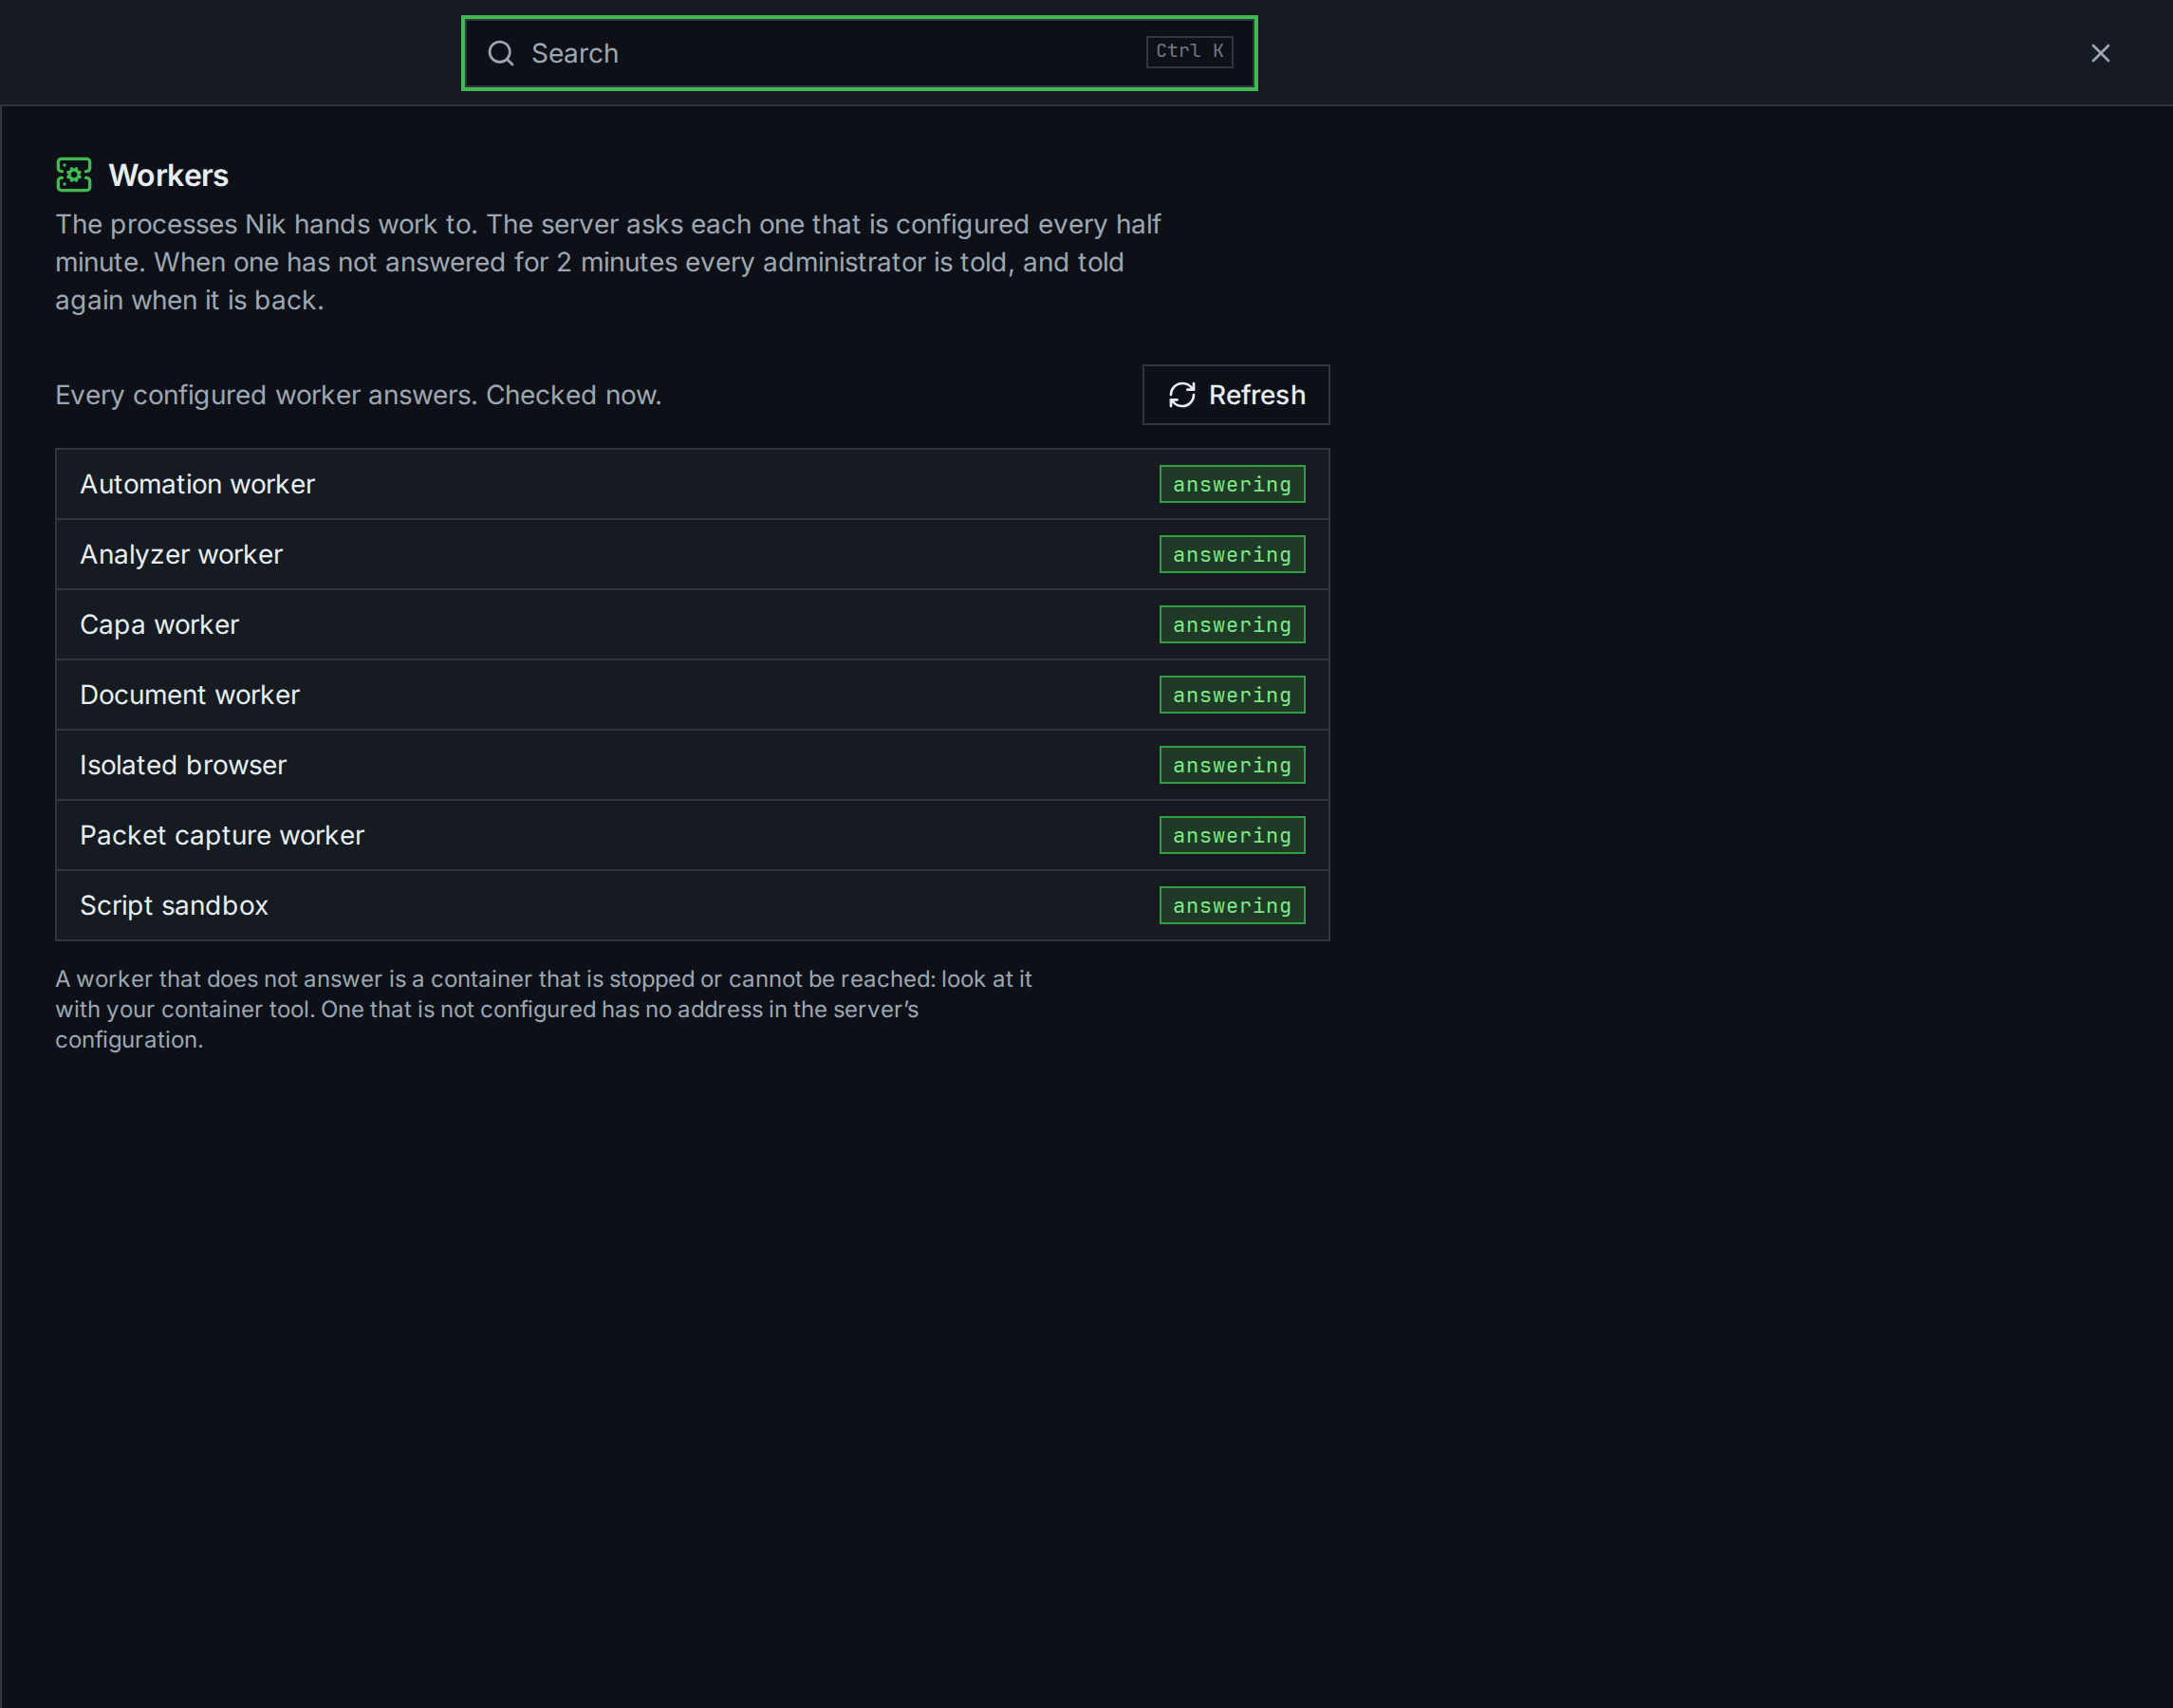 Search
Ctrl K
Workers
The processes Nik hands work to. The server asks each one that is configured every half
minute. When one has not answered for 2 minutes every administrator is told, and told
again when it is back.
Every configured worker answers. Checked now.
Refresh
Automation worker
answering
Analyzer worker
answering
Capa worker
answering
Document worker
answering
Isolated browser
answering
Packet capture worker
answering
Script sandbox
answering
A worker that does not answer is a container that is stopped or cannot be reached: look at it
with your container tool. One that is not configured has no address in the server’s
configuration.